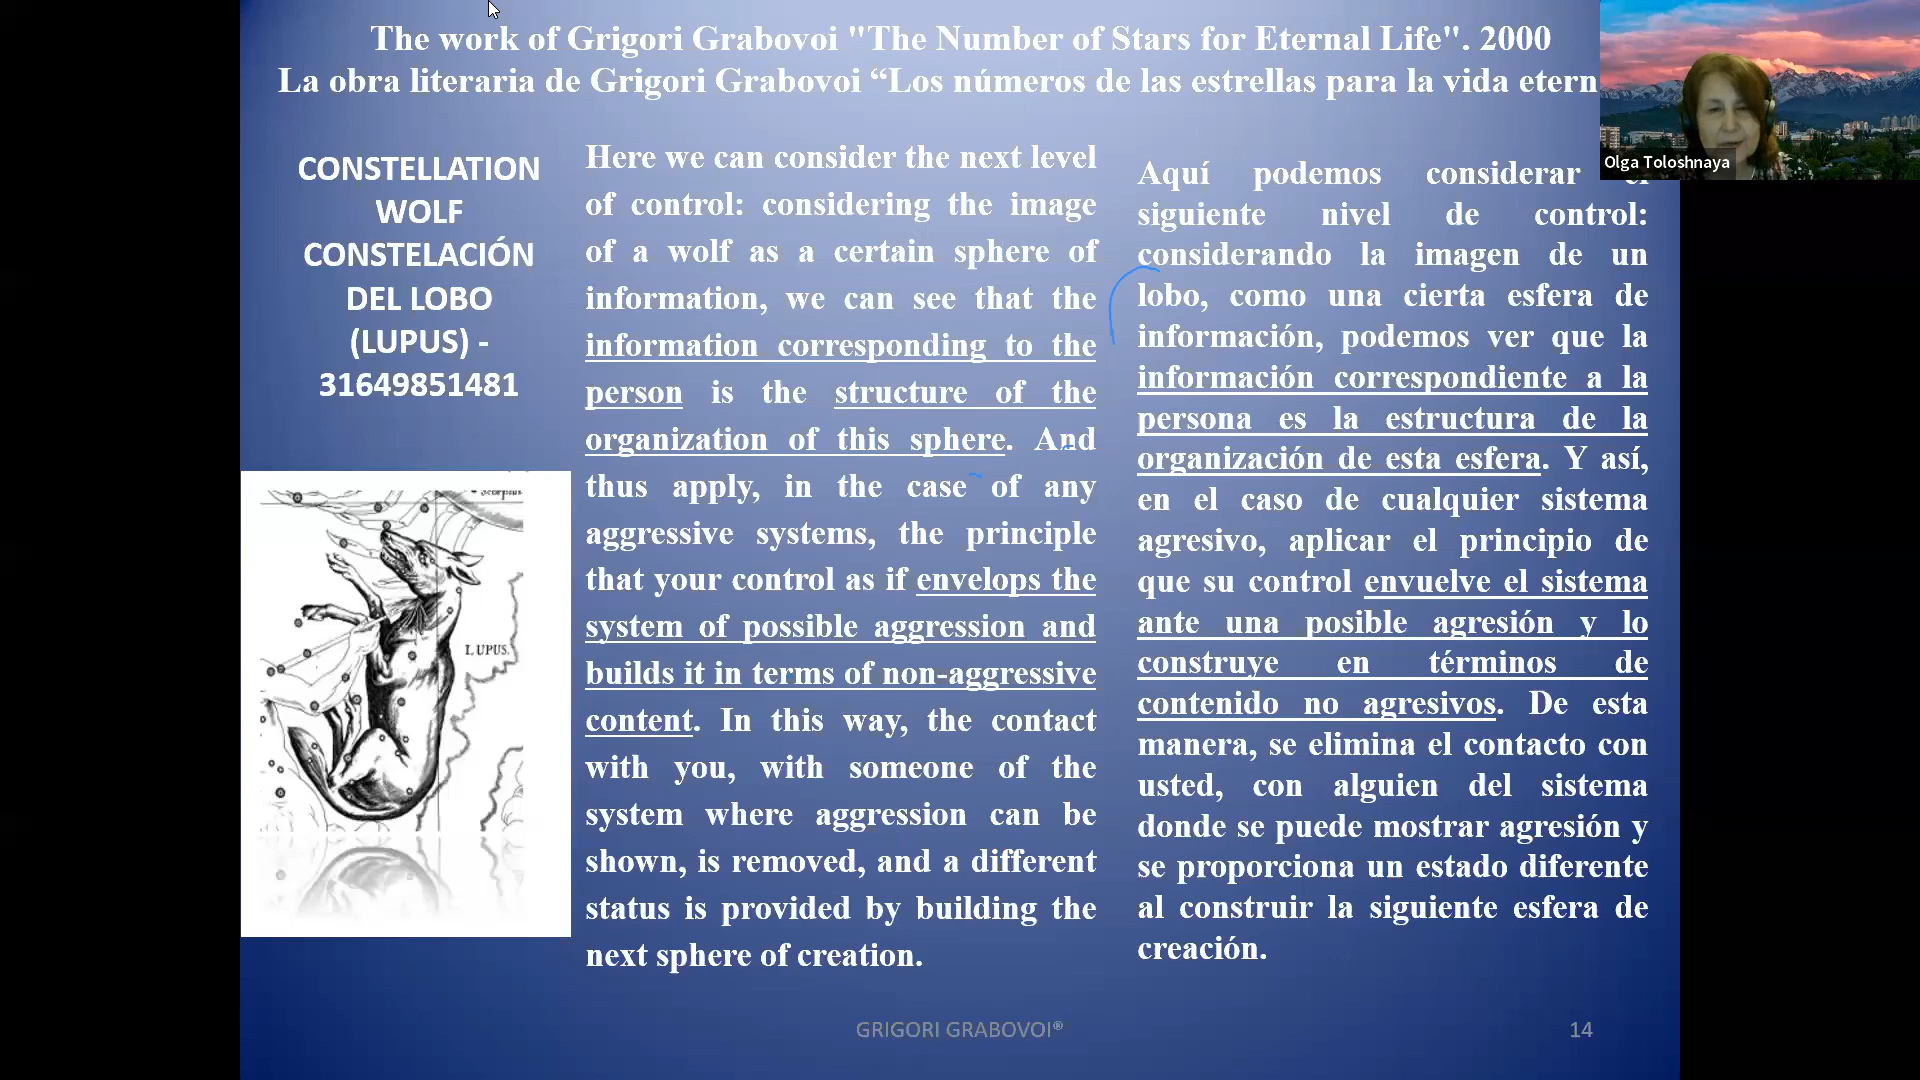 The work of Grigori Grabovoi "The Number of Stars for Eternal Life". 2000
La obra literaria de Grigori Grabovoi “Los números de las estrellas para la vida etern
Olga Toloshnaya
CONSTELLATION
WOLF
CONSTELACIÓN
DEL LOBO
(LUPUS) -
31649851481
LUPUS.
Here we can consider the next level
of control: considering the image
of a wolf as a certain sphere of
information, we can see that the
information corresponding to the
person is the structure of the
organization of this sphere. And
thus apply, in the case of any
aggressive systems, the principle
that your control as if envelops the
system of possible aggression and
builds it in terms of non-aggressive
content. In this way, the contact
with you, with someone of the
system where aggression can be
shown, is removed, and a different
status is provided by building the
next sphere of creation.
Aquí podemos considerar el
siguiente nivel de control:
considerando la imagen de un
lobo, como una cierta esfera de
información, podemos ver que la
información correspondiente a la
persona es la estructura de la
organización de esta esfera. Y así,
en el caso de cualquier sistema
agresivo, aplicar el principio de
que su control envuelve el sistema
ante una posible agresión y lo
construye en términos de
contenido no agresivos. De esta
manera, se elimina el contacto con
usted, con alguien del sistema
donde se puede mostrar agresión y
se proporciona un estado diferente
al construir la siguiente esfera de
creación.
GRIGORI GRABOVOI®
14